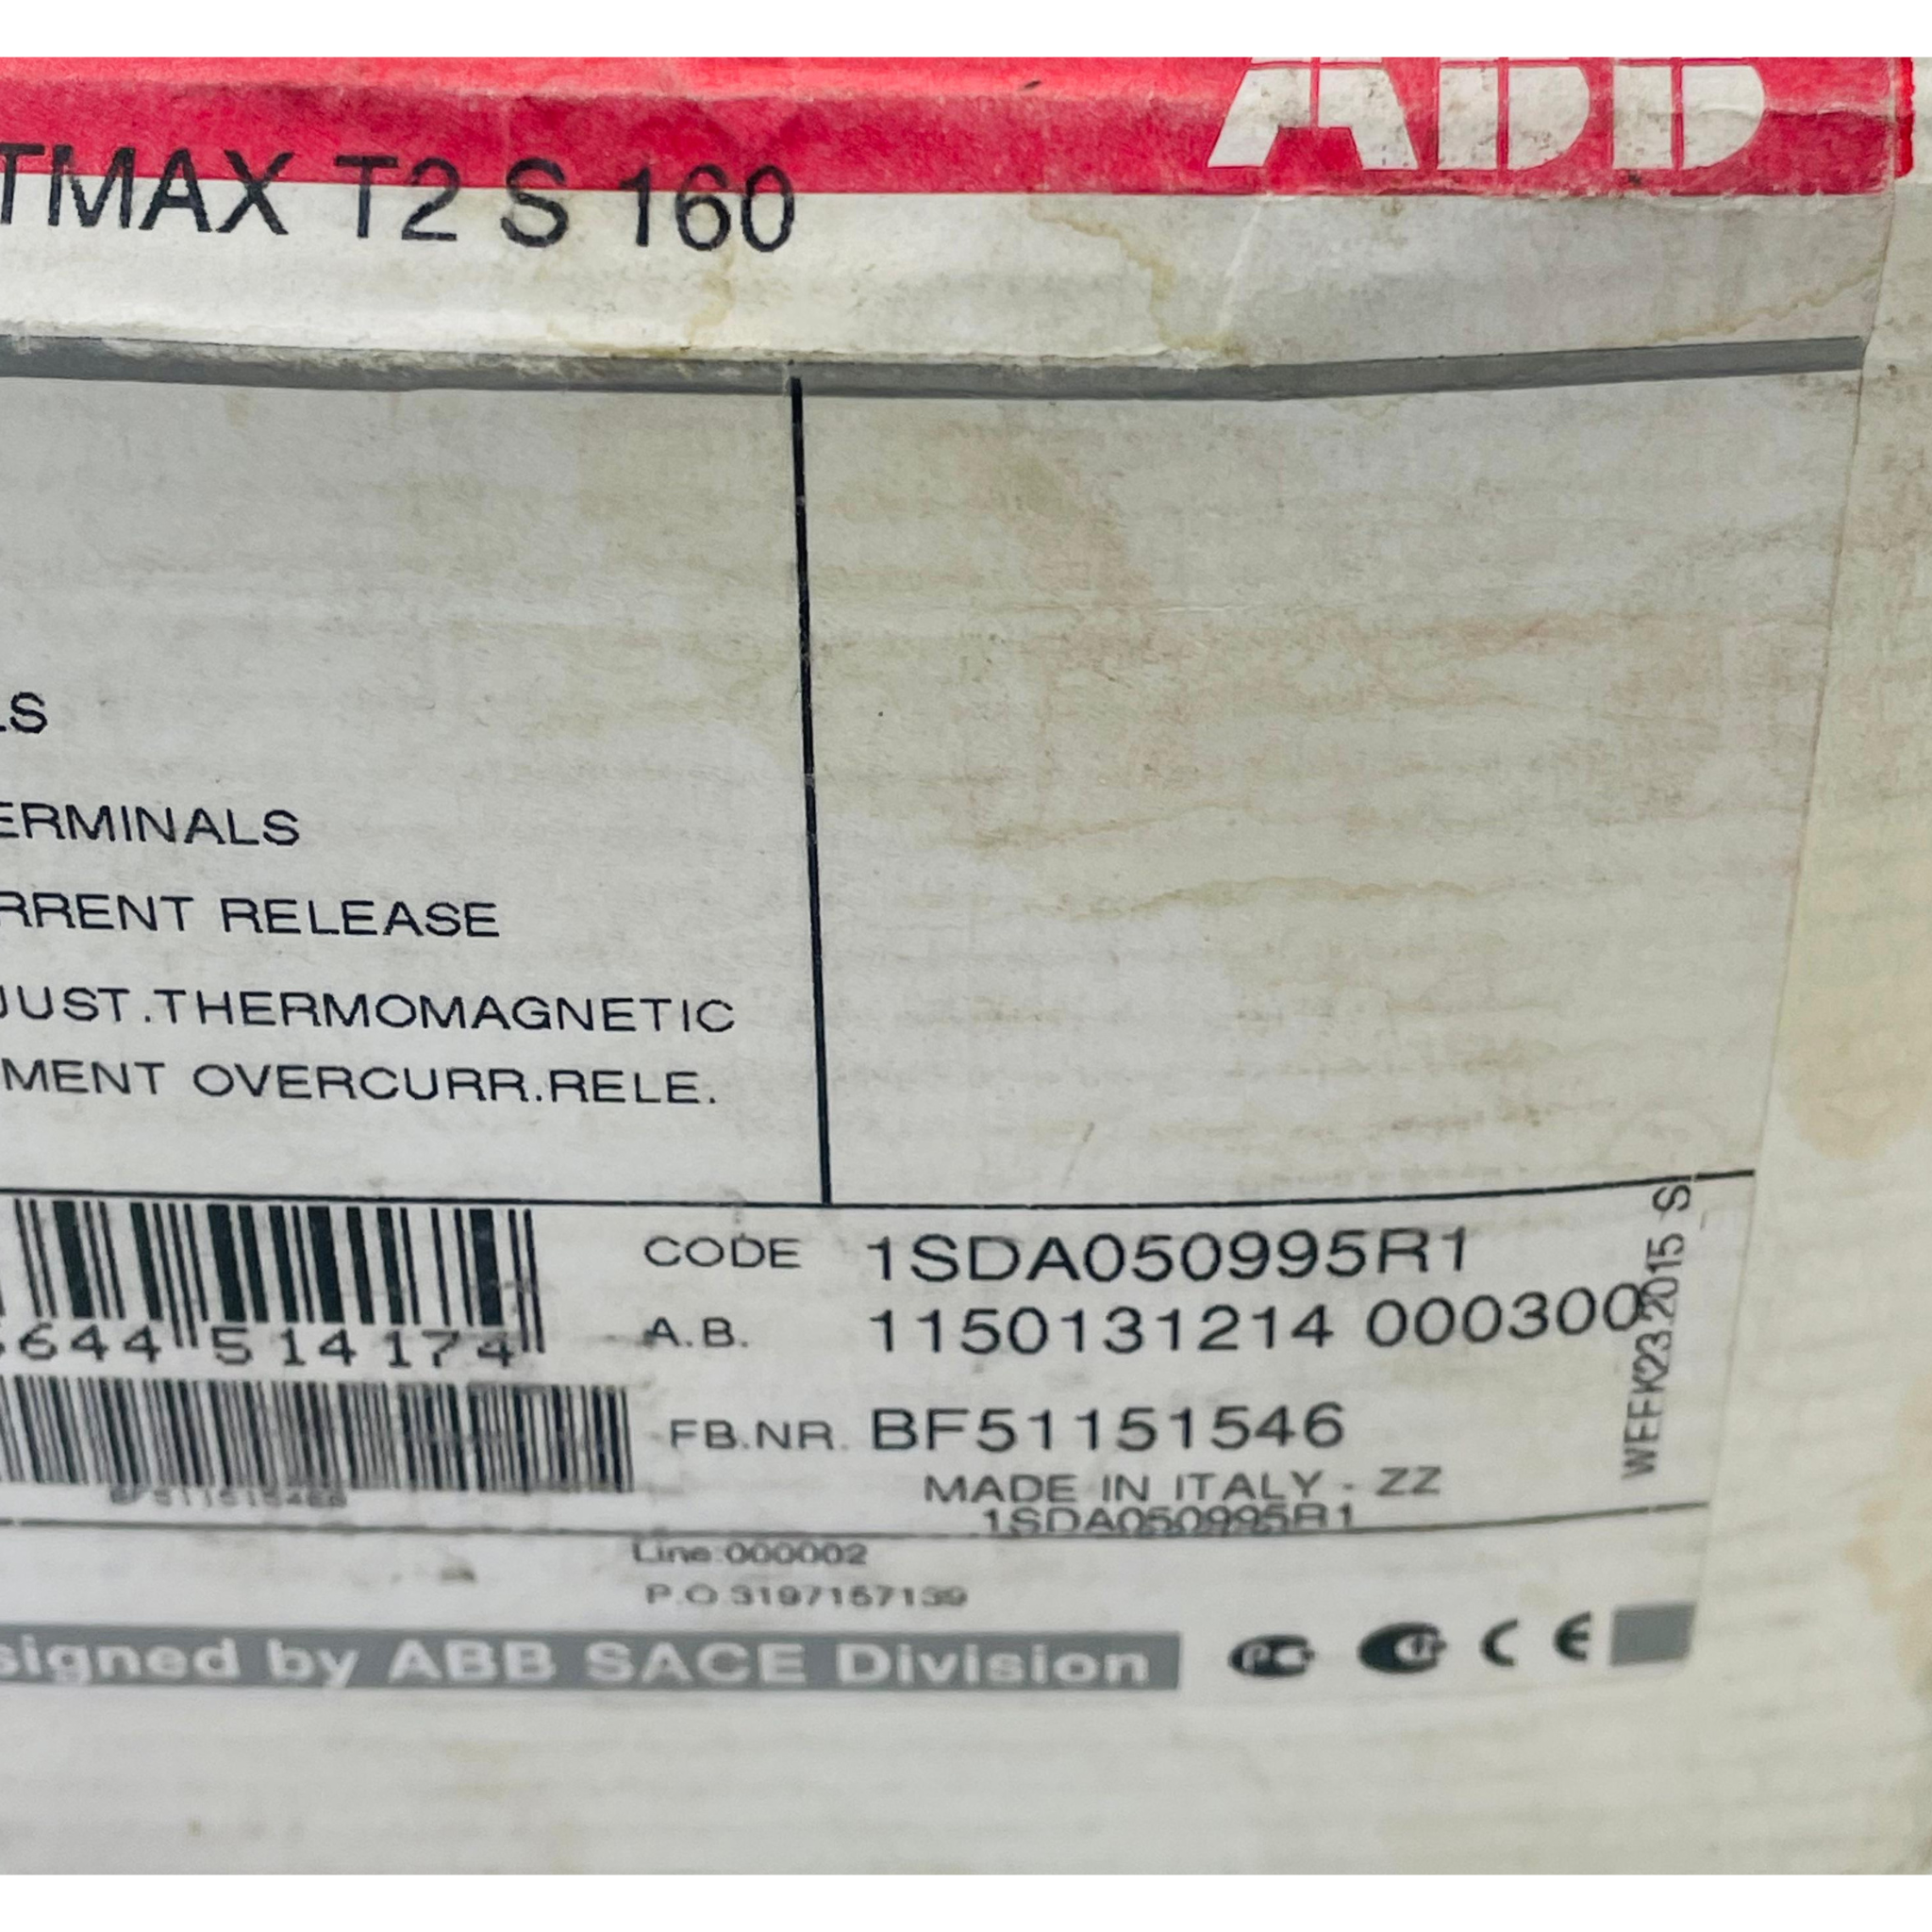 ABB
TMAX T2 S 160
LS
ERMINALS
RRENT RELEASE
JUST.THERMOMAGNETIC
MENT OVERCURR.RELE.
CODE 1SDA050995R1
A.B. 1150131214 000300
644 514174
FB.NR. BF51151546
MADE IN ITALY - ZZ
1SDA050995R1
WEEK23.2015 S
Line:000002
P.O.3197157139
signed by ABB SACE Division
CE